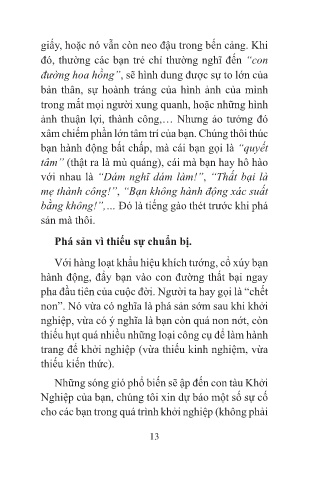 giấy, hoặc nó vẫn còn neo đậu trong bến cảng. Khi
đó, thường các bạn trẻ chỉ thường nghĩ đến “con
đường hoa hồng”, sẽ hình dung được sự to lớn của
bản thân, sự hoành tráng của hình ảnh của mình
trong mắt mọi người xung quanh, hoặc những hình
ảnh thuận lợi, thành công,… Nhưng ảo tưởng đó
xâm chiếm phần lớn tâm trí của bạn. Chúng thôi thúc
bạn hành động bất chấp, mà cái bạn gọi là “quyết
tâm” (thật ra là mù quáng), cái mà bạn hay hô hào
với nhau là “Dám nghĩ dám làm!”, “Thất bại là
mẹ thành công!”, “Bạn không hành động xác suất
bằng không!”,… Đó là tiếng gào thét trước khi phá
sản mà thôi.
Phá sản vì thiếu sự chuẩn bị.
Với hàng loạt khẩu hiệu khích tướng, cổ xúy bạn
hành động, đẩy bạn vào con đường thất bại ngay
pha đầu tiên của cuộc đời. Người ta hay gọi là “chết
non”. Nó vừa có nghĩa là phá sản sớm sau khi khởi
nghiệp, vừa có ý nghĩa là bạn còn quá non nớt, còn
thiếu hụt quá nhiều những loại công cụ để làm hành
trang để khởi nghiệp (vừa thiếu kinh nghiệm, vừa
thiếu kiến thức).
Những sóng gió phổ biến sẽ ập đến con tàu Khởi
Nghiệp của bạn, chúng tôi xin dự báo một số sự cố
cho các bạn trong quá trình khởi nghiệp (không phải
13